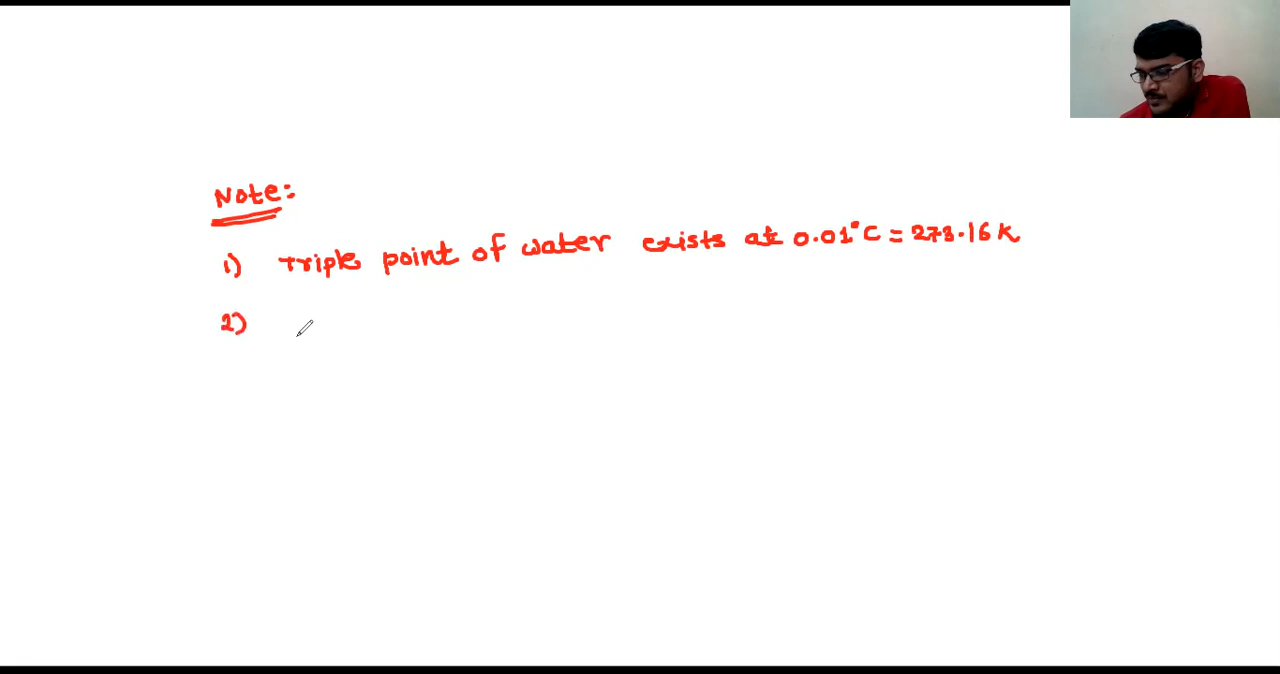 Note:
1) Triple point of water exists at 0.01°C = 273.16 K
2)